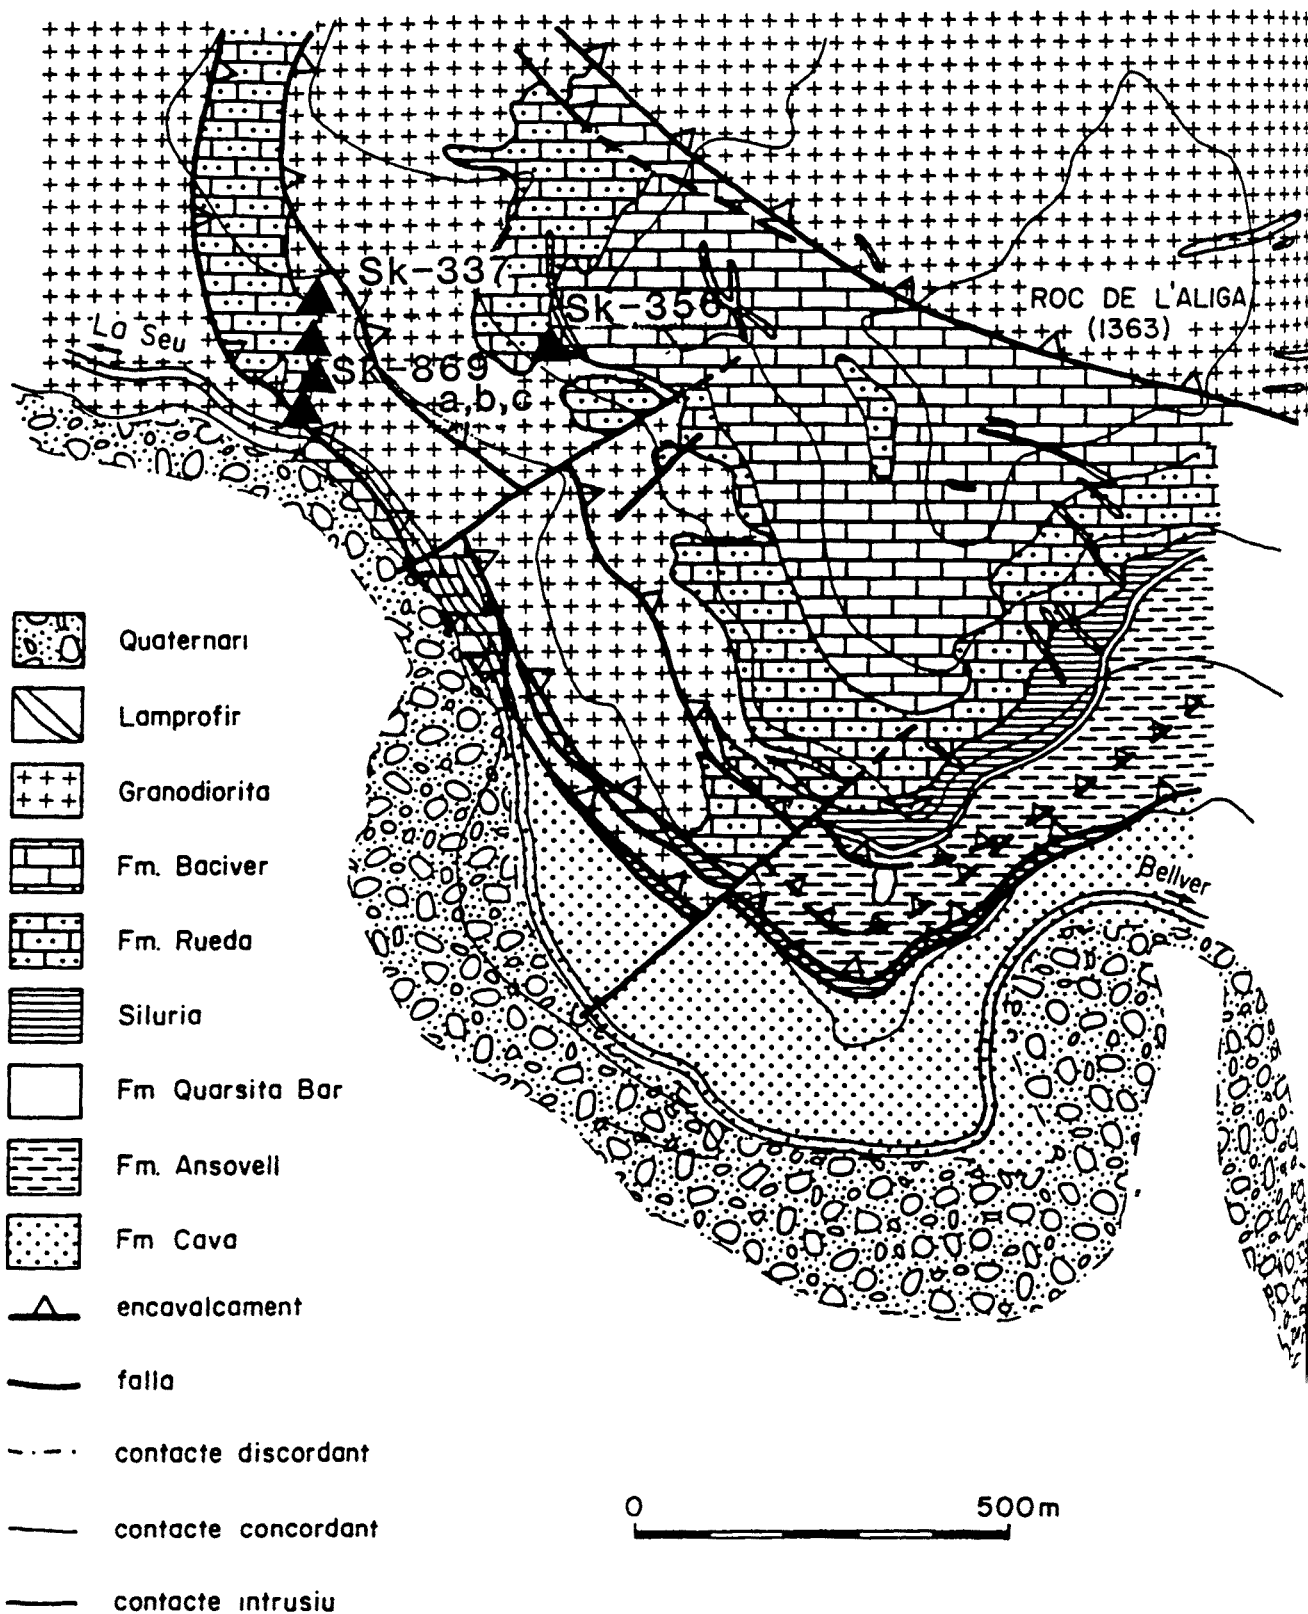 Sk-337
Sk-356
ROC DE L'ALIGA
(1363)
La Seu
Sk-869
a,b,c
Bellver
Quaternari
Lamprofir
Granodiorita
Fm. Baciver
Fm. Rueda
Siluria
Fm Quarsita Bar
Fm. Ansovell
Fm Cava
encavalcament
falla
contacte discordant
contacte concordant
contacte intrusiu
0 500m